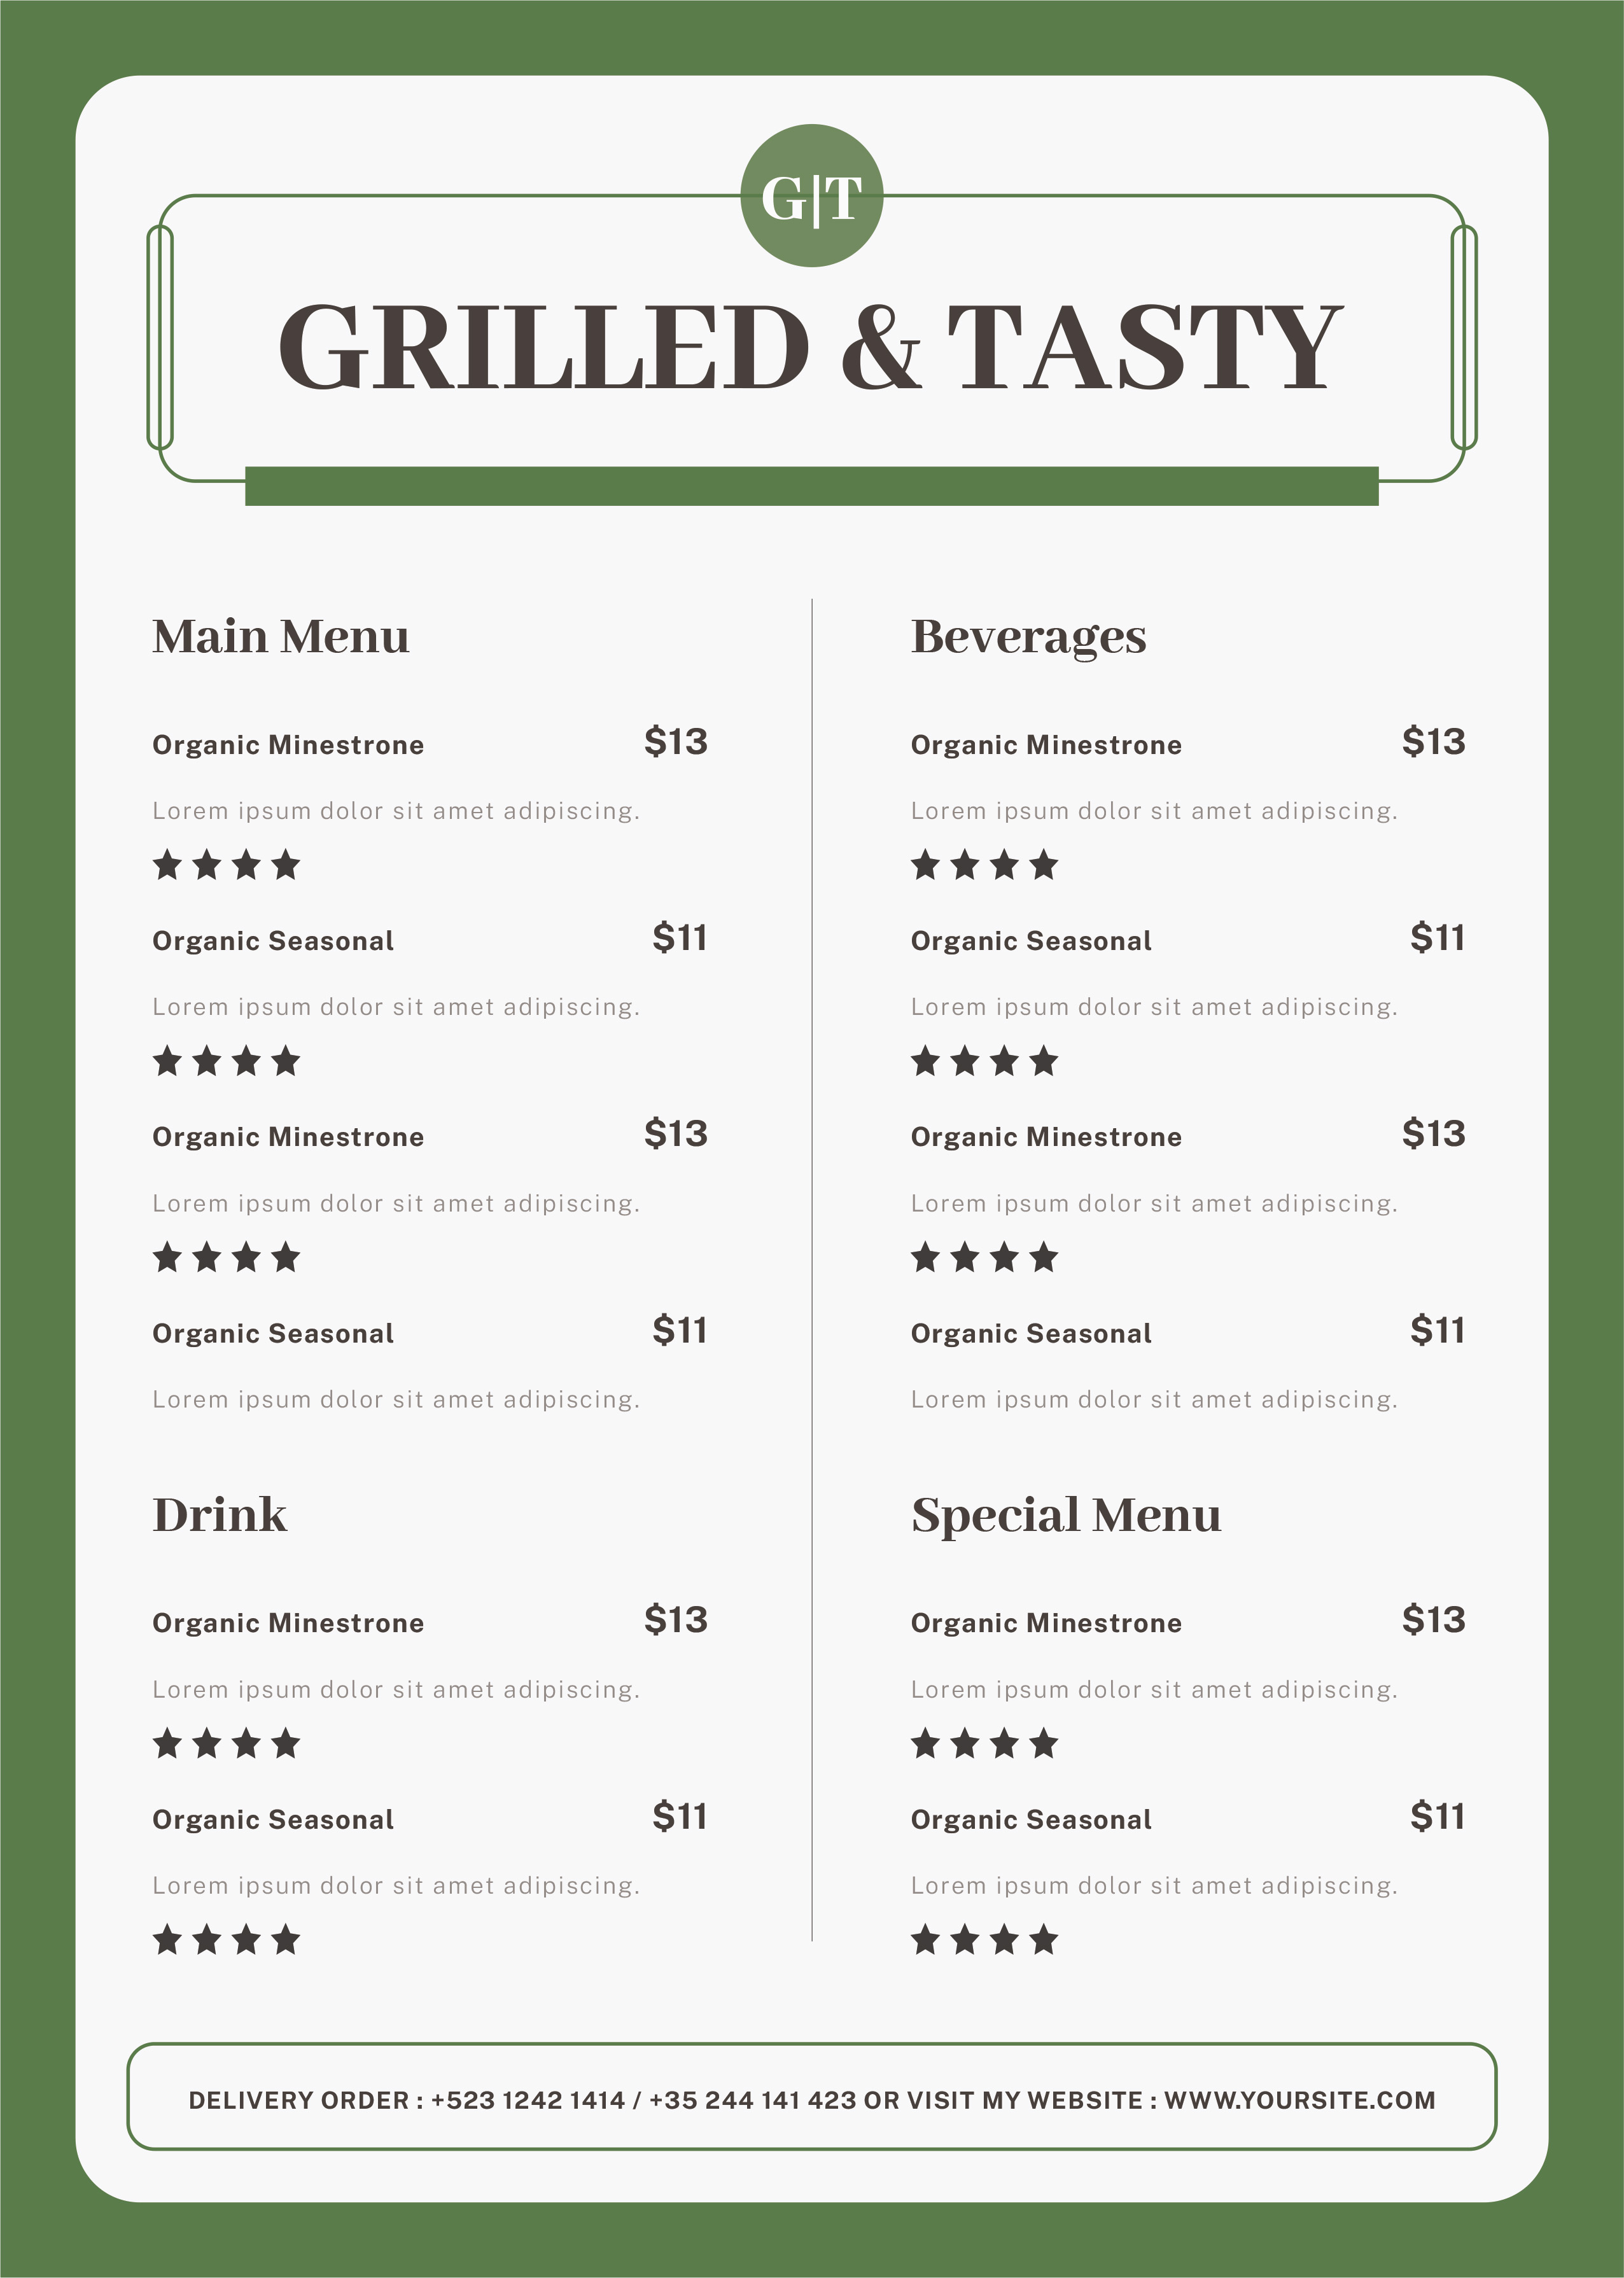 G|T
GRILLED & TASTY
Main Menu
Organic Minestrone $13
Lorem ipsum dolor sit amet adipiscing.
Organic Seasonal $11
Lorem ipsum dolor sit amet adipiscing.
Organic Minestrone $13
Lorem ipsum dolor sit amet adipiscing.
Organic Seasonal $11
Lorem ipsum dolor sit amet adipiscing.
Drink
Organic Minestrone $13
Lorem ipsum dolor sit amet adipiscing.
Organic Seasonal $11
Lorem ipsum dolor sit amet adipiscing.
Beverages
Organic Minestrone $13
Lorem ipsum dolor sit amet adipiscing.
Organic Seasonal $11
Lorem ipsum dolor sit amet adipiscing.
Organic Minestrone $13
Lorem ipsum dolor sit amet adipiscing.
Organic Seasonal $11
Lorem ipsum dolor sit amet adipiscing.
Special Menu
Organic Minestrone $13
Lorem ipsum dolor sit amet adipiscing.
Organic Seasonal $11
Lorem ipsum dolor sit amet adipiscing.
DELIVERY ORDER : +523 1242 1414 / +35 244 141 423 OR VISIT MY WEBSITE : WWW.YOURSITE.COM